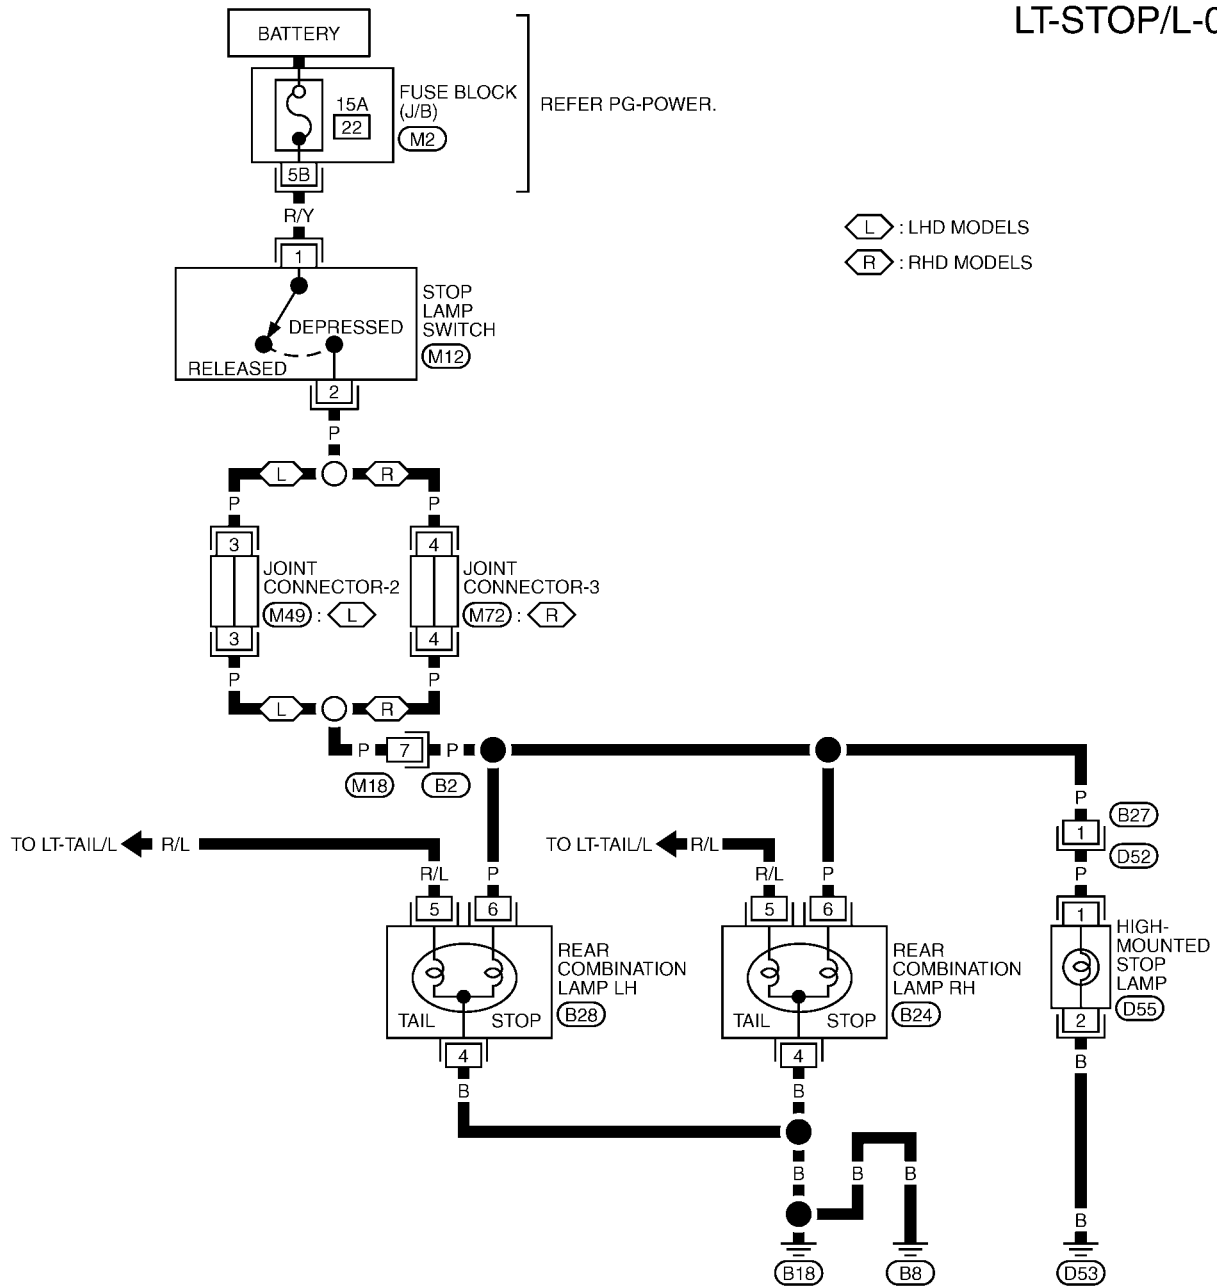 LT-STOP/L-0
BATTERY
15A
22
FUSE BLOCK
(J/B)
M2
REFER PG-POWER.
5B
R/Y
L : LHD MODELS
R : RHD MODELS
1
STOP
LAMP
SWITCH
M12
DEPRESSED
RELEASED
2
P
L R
P P
3 4
JOINT
CONNECTOR-2
M49 : L
JOINT
CONNECTOR-3
M72 : R
3 4
P P
L R
P 7 P
M18 B2
P
B27
1
D52
P
TO LT-TAIL/L R/L
TO LT-TAIL/L R/L
R/L P R/L P
5 6 5 6 1
REAR
COMBINATION
LAMP LH
B28
TAIL STOP
REAR
COMBINATION
LAMP RH
B24
TAIL STOP
HIGH-
MOUNTED
STOP
LAMP
D55
2
4 4
B B B
B B B
B
B18 B8 D53